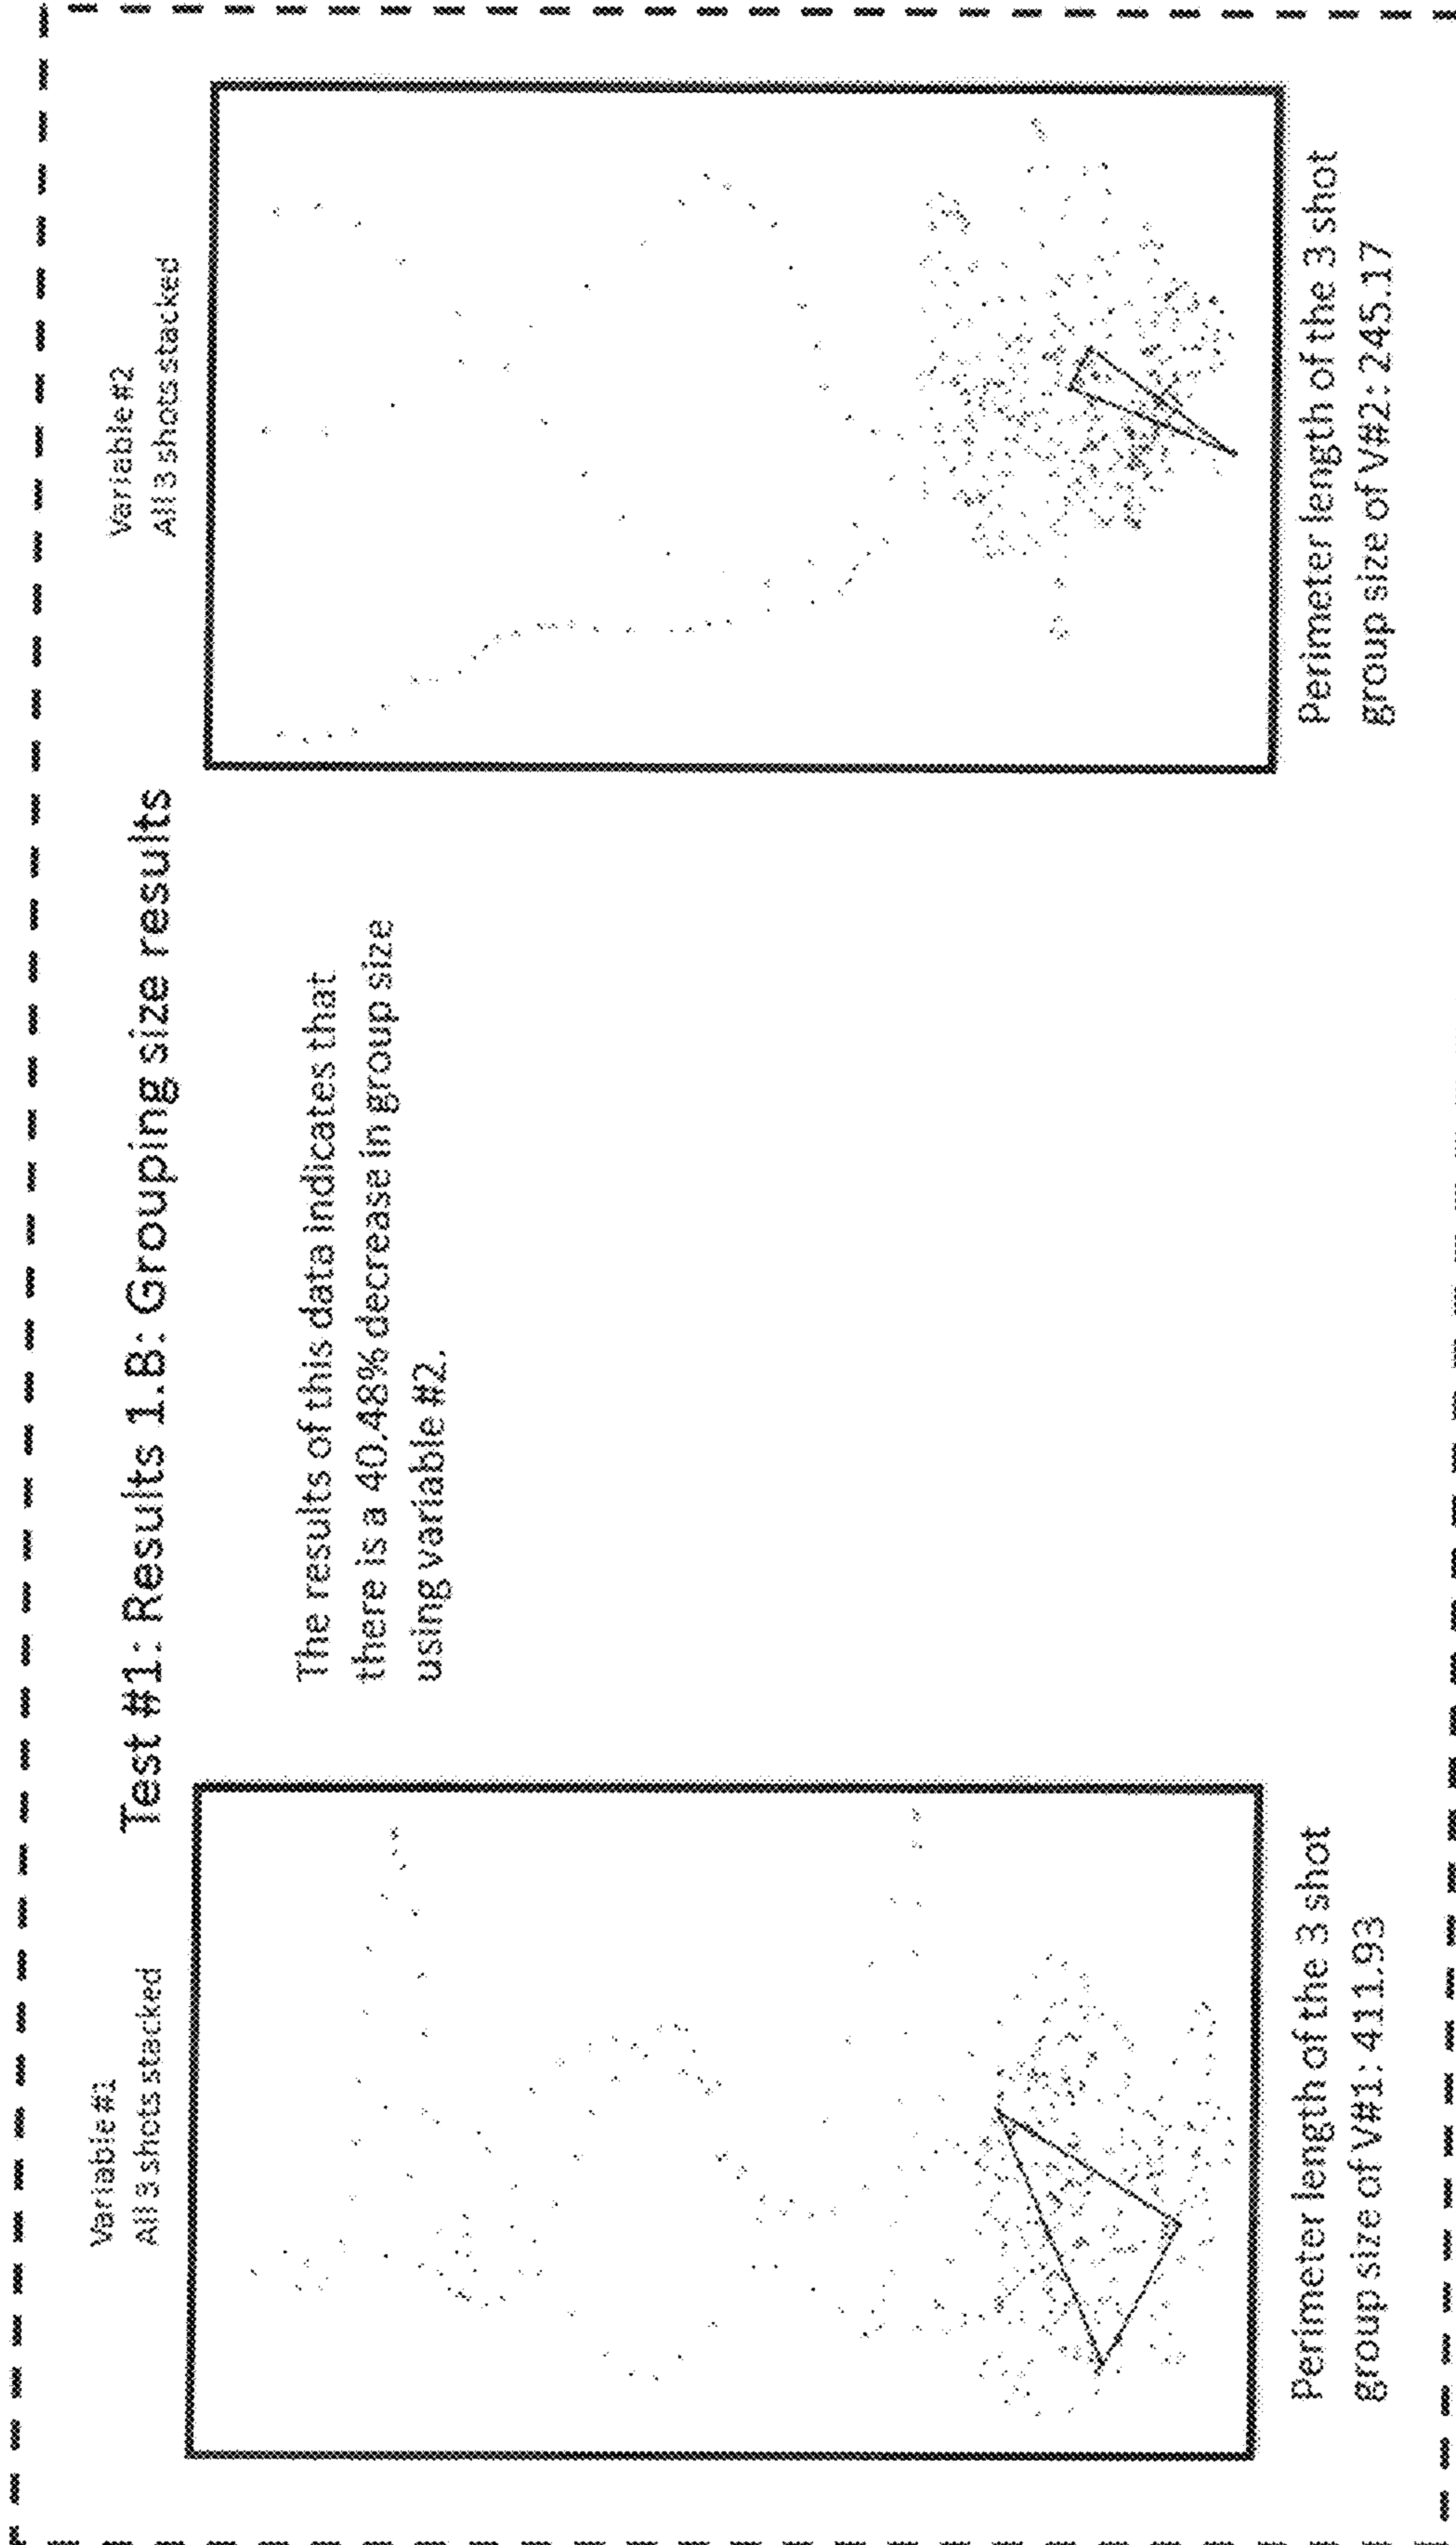 Test #1: Results 1.B: Grouping size results
Variable #1
All 3 shots stacked
Perimeter length of the 3 shot
group size of V#1: 411.93
The results of this data indicates that
there is a 40.48% decrease in group size
using variable #2.
Variable #2
All 3 shots stacked
Perimeter length of the 3 shot
group size of V#2: 245.17